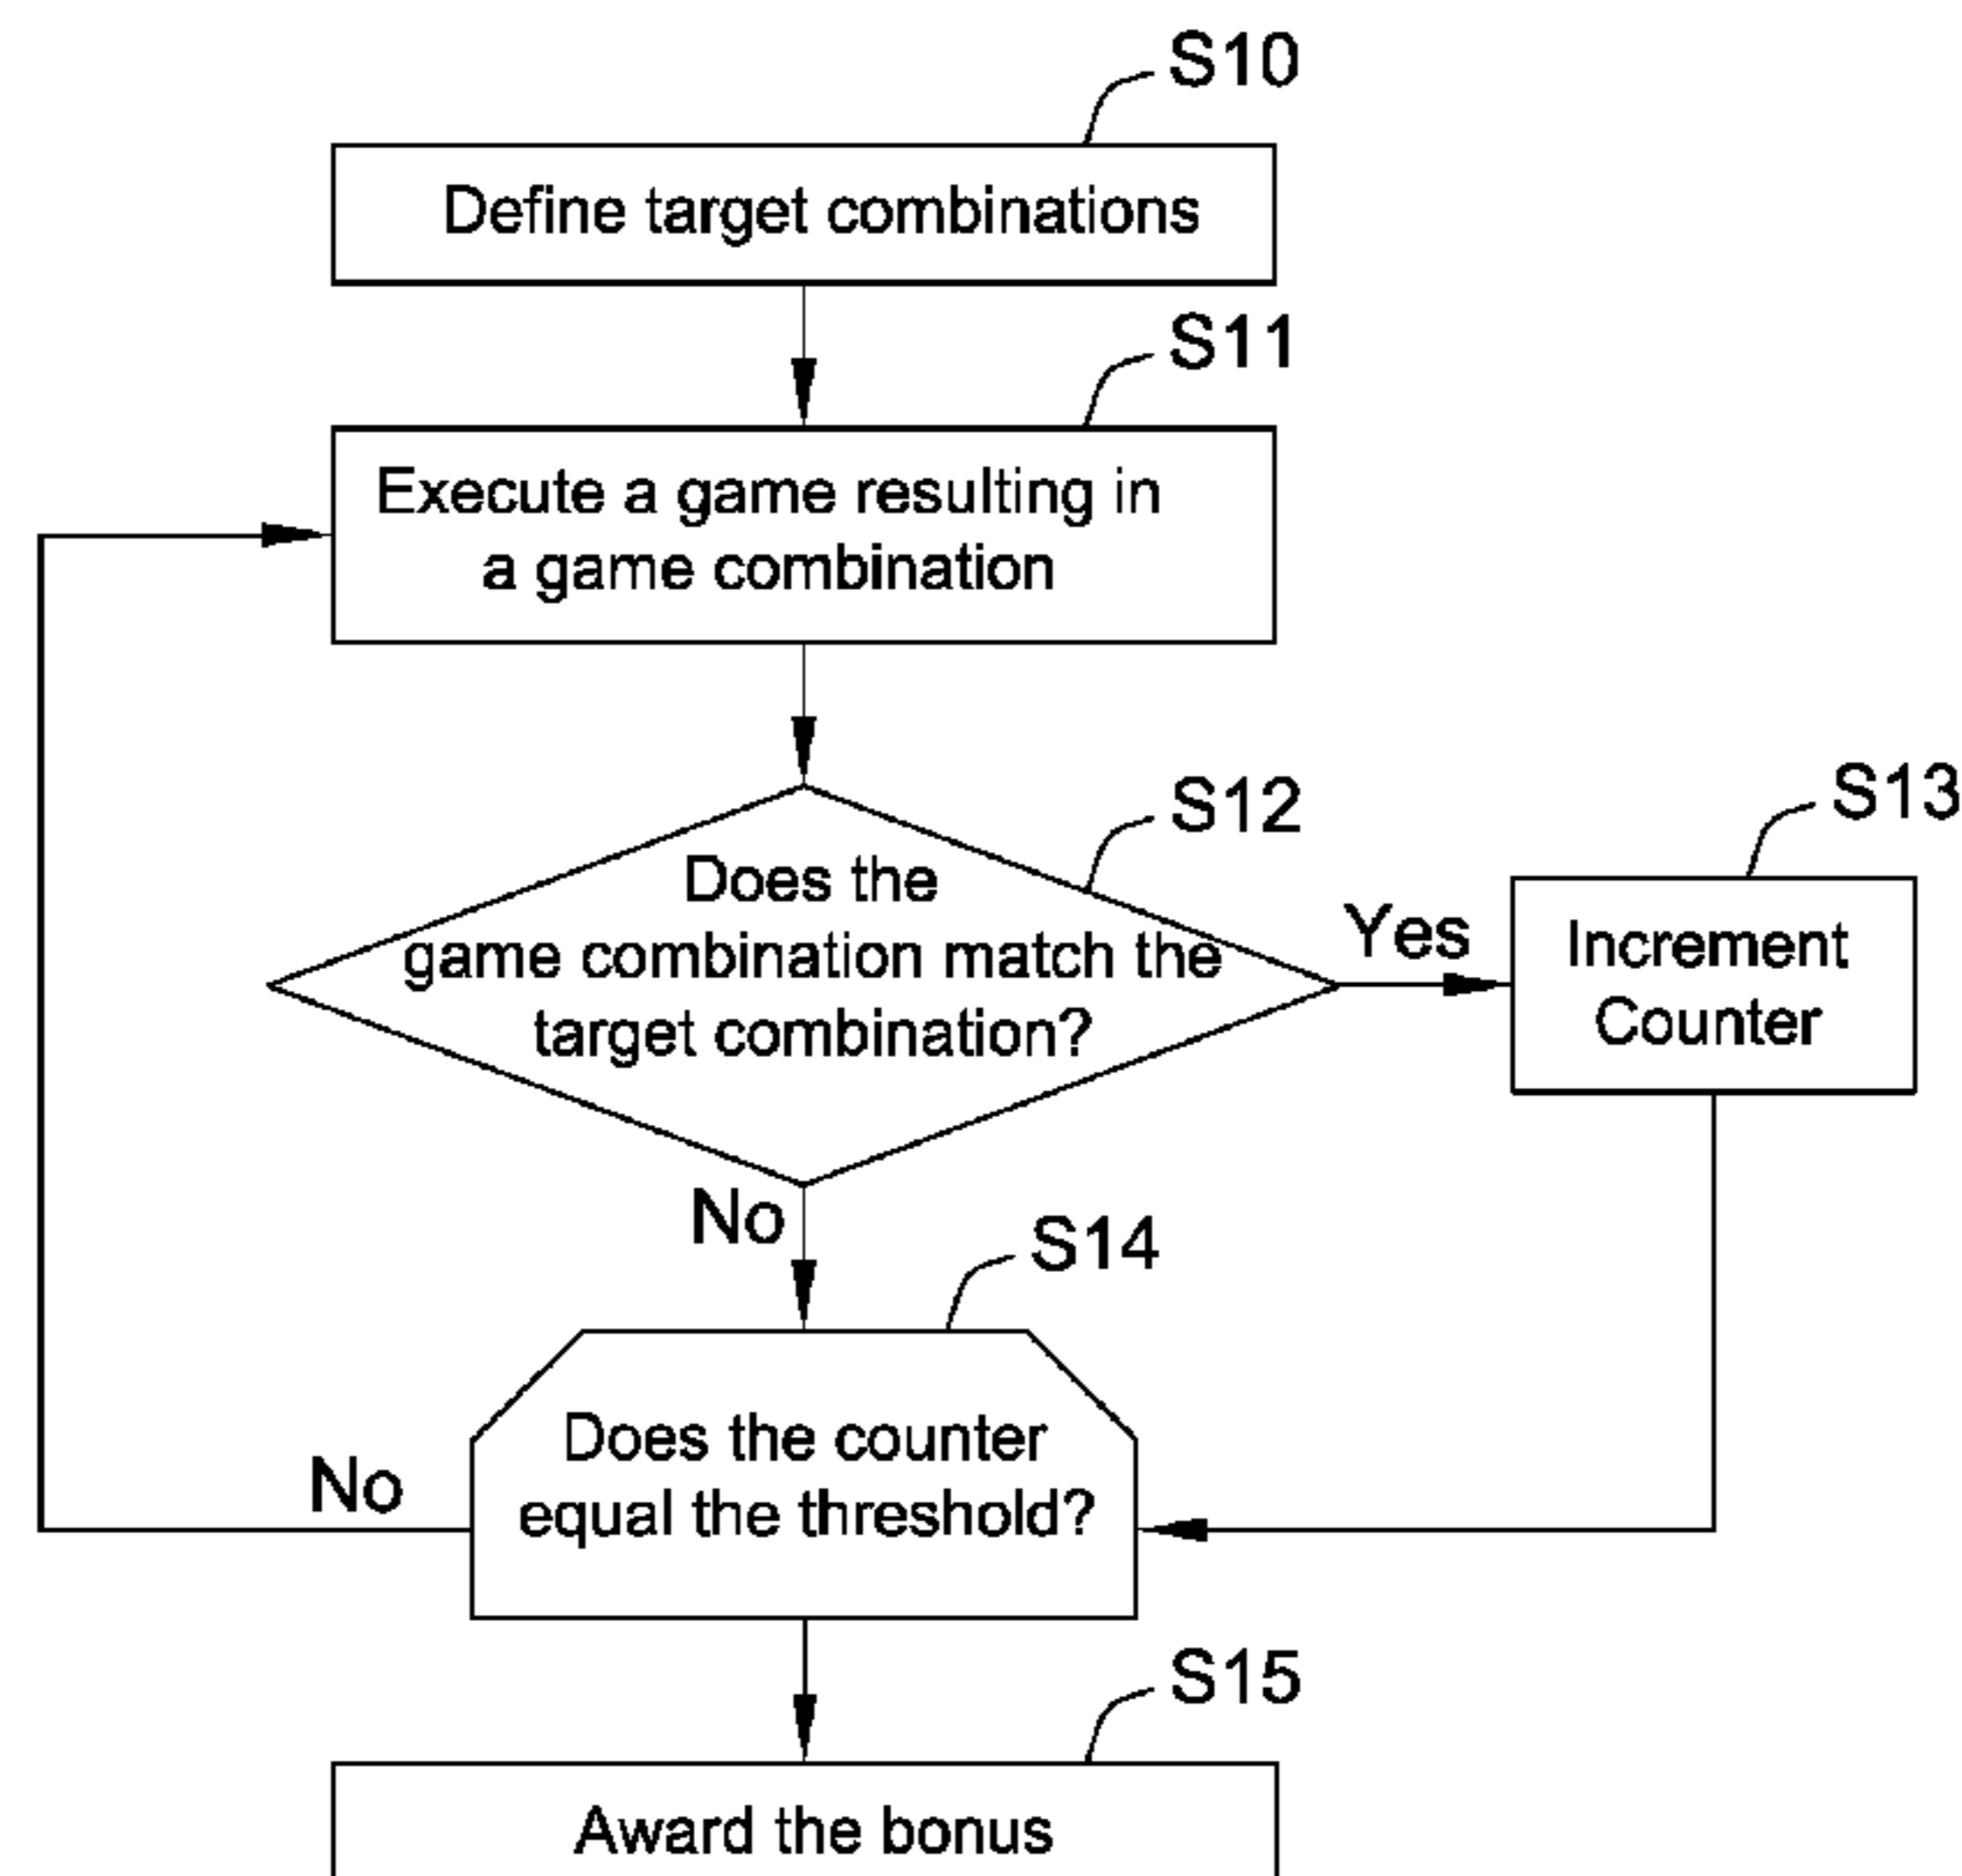 S10
Define target combinations
S11
Execute a game resulting in
a game combination
S12
Does the
game combination match the
target combination?
Yes
S13
Increment
Counter
No
S14
Does the counter
equal the threshold?
No
S15
Award the bonus